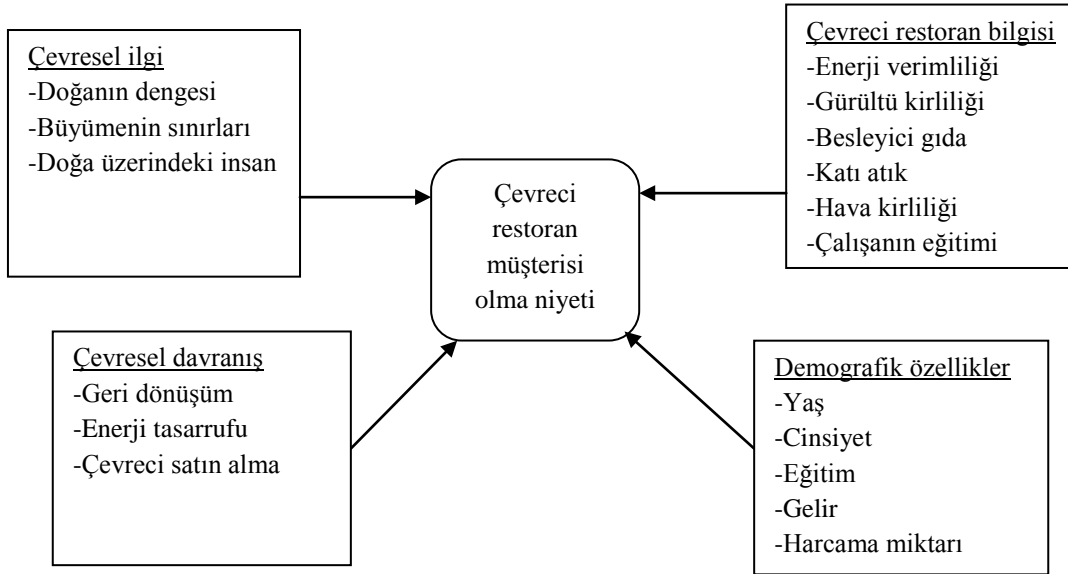 Çevresel ilgi
-Doğanın dengesi
-Büyümenin sınırları
-Doğa üzerindeki insan
Çevreci restoran bilgisi
-Enerji verimliliği
-Gürültü kirliliği
-Besleyici gıda
-Katı atık
-Hava kirliliği
-Çalışanın eğitimi
Çevreci
restoran
müşterisi
olma niyeti
Çevresel davranış
-Geri dönüşüm
-Enerji tasarrufu
-Çevreci satın alma
Demografik özellikler
-Yaş
-Cinsiyet
-Eğitim
-Gelir
-Harcama miktarı